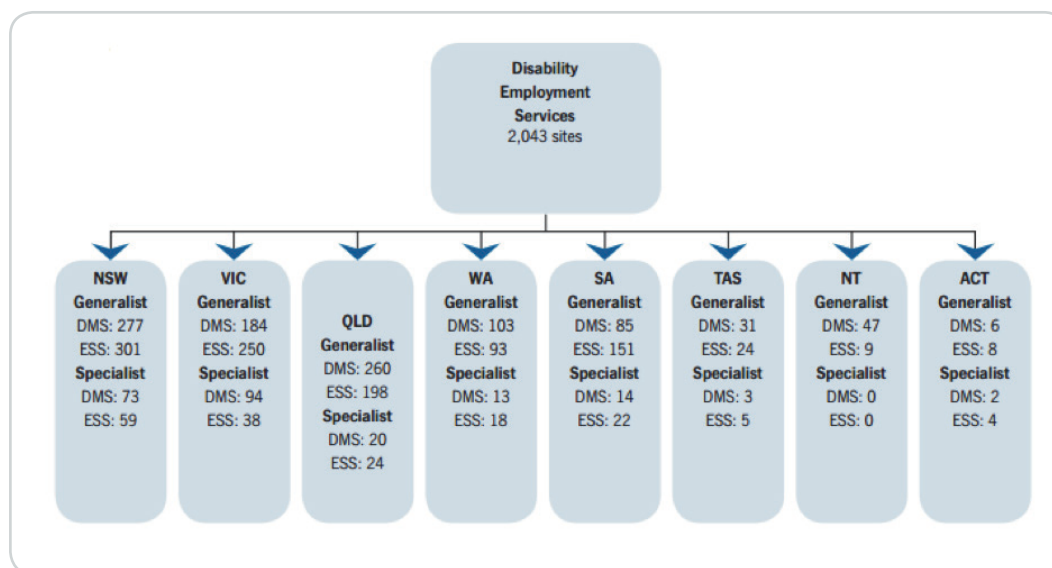 Disability
Employment
Services
2,043 sites
NSW
Generalist
DMS: 277
ESS: 301
Specialist
DMS: 73
ESS: 59
VIC
Generalist
DMS: 184
ESS: 250
Specialist
DMS: 94
ESS: 38
QLD
Generalist
DMS: 260
ESS: 198
Specialist
DMS: 20
ESS: 24
WA
Generalist
DMS: 103
ESS: 93
Specialist
DMS: 13
ESS: 18
SA
Generalist
DMS: 85
ESS: 151
Specialist
DMS: 14
ESS: 22
TAS
Generalist
DMS: 31
ESS: 24
Specialist
DMS: 3
ESS: 5
NT
Generalist
DMS: 47
ESS: 9
Specialist
DMS: 0
ESS: 0
ACT
Generalist
DMS: 6
ESS: 8
Specialist
DMS: 2
ESS: 4